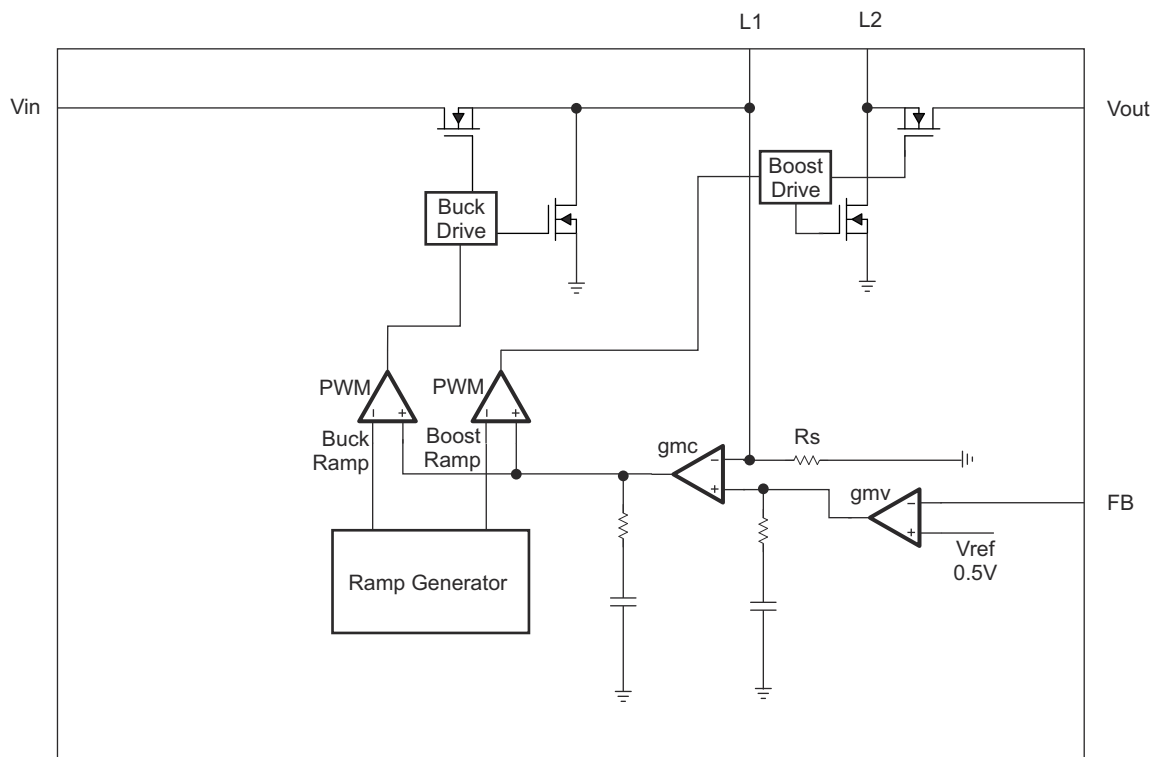 L1
L2
Vin
Vout
Boost
Drive
Buck
Drive
PWM
PWM
Buck
Ramp
Boost
Ramp
gmc
Rs
gmv
FB
Vref
0.5V
Ramp Generator